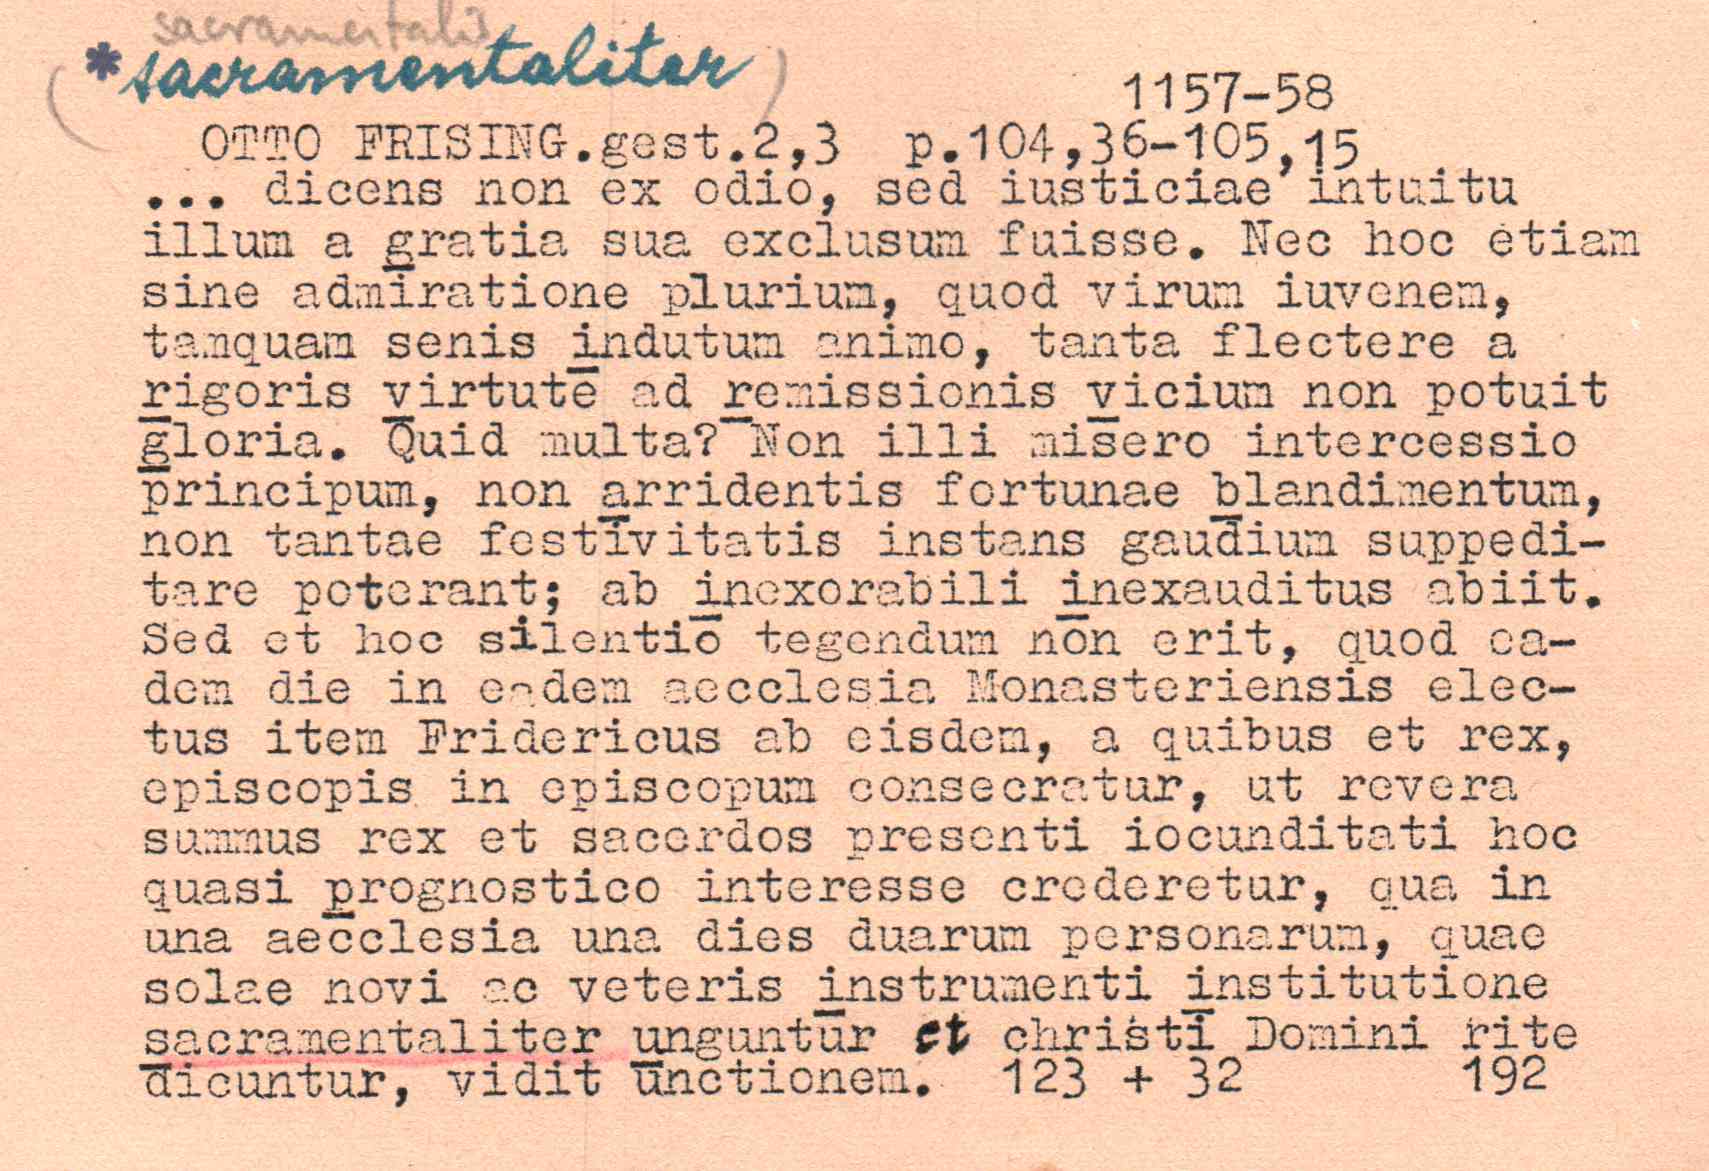 sacramentalis
(*sacramentaliter)
1157-58
OTTO FRISING.gest.2,3 p.104,36-105,15
... dicens non ex odio, sed iusticiae intuitu
illum a gratia sua exclusum fuisse. Nec hoc etiam
sine admiratione plurium, quod virum iuvenem,
tamquam senis indutum animo, tanta flectere a
rigoris virtute ad remissionis vicium non potuit
gloria. Quid multa? Non illi misero intercessio
principum, non arridentis fortunae blandimentum,
non tantae festivitatis instans gaudium suppedi-
tare poterant; ab inexorabili inexauditus abiit.
Sed et hoc silentio tegendum non erit, quod ea-
dem die in eadem aecclesia Monasteriensis elec-
tus item Fridericus ab eisdem, a quibus et rex,
episcopis in episcopum consecratur, ut revera
summus rex et sacerdos presenti iocunditati hoc
quasi prognostico interesse crederetur, qua in
una aecclesia una dies duarum personarum, quae
solae novi ac veteris instrumenti institutione
sacramentaliter unguntur et christi Domini rite
dicuntur, vidit unctionem. 123 + 32 192